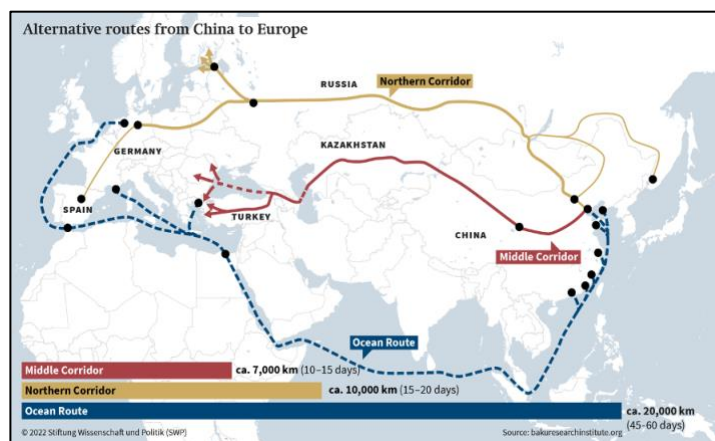 Alternative routes from China to Europe
RUSSIA
Northern Corridor
KAZAKHSTAN
GERMANY
SPAIN
TURKEY
CHINA
Middle Corridor
Ocean Route
Middle Corridor
ca. 7,000 km (10–15 days)
Northern Corridor
ca. 10,000 km (15–20 days)
Ocean Route
ca. 20,000 km
(45-60 days)
© 2022 Stiftung Wissenschaft und Politik (SWP)
Source: bakuresearchinstitute.org